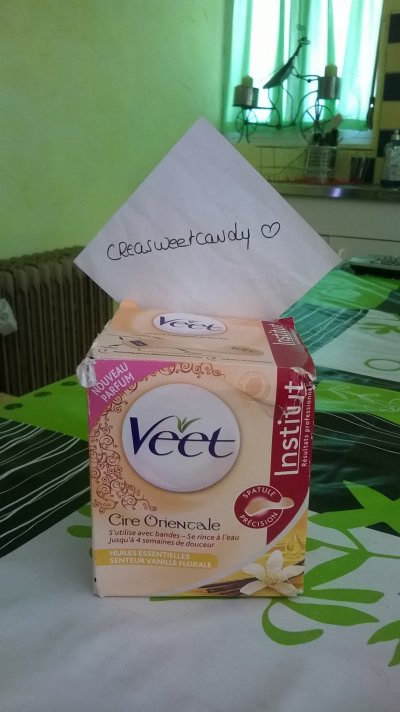 creasweetcandy ♡
Veet
NOUVEAU
PARFUM
Veet
Institut
Résultats professionnels
SPATULE
PRÉCISION
Cire Orientale
S'utilise avec bandes - Se rince à l'eau
jusqu'à 4 semaines de douceur
HUILES ESSENTIELLES
SENTEUR VANILLE FLORALE